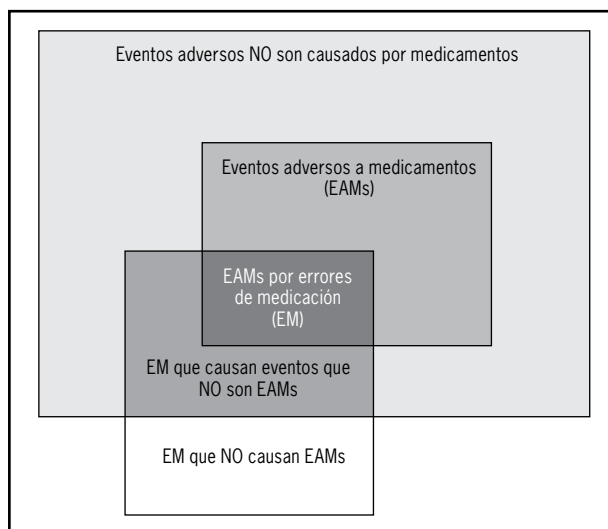 Eventos adversos NO son causados por medicamentos
Eventos adversos a medicamentos
(EAMs)
EAMs por errores
de medicación
(EM)
EM que causan eventos que
NO son EAMs
EM que NO causan EAMs